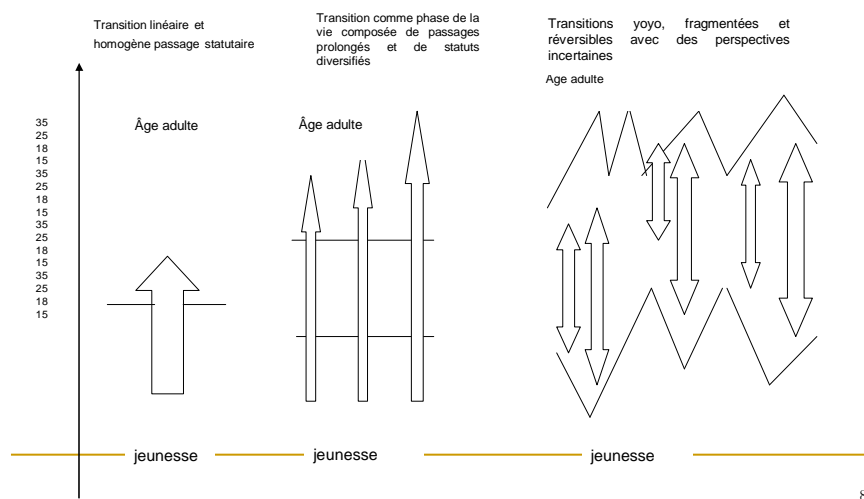 Transition linéaire et
homogène passage statutaire
Transition comme phase de la
vie composée de passages
prolongés et de statuts
diversifiés
Transitions yoyo, fragmentées et
réversibles avec des perspectives
incertaines
Age adulte
Âge adulte
Âge adulte
35
25
18
15
35
25
18
15
35
25
18
15
35
25
18
15
jeunesse
jeunesse
jeunesse